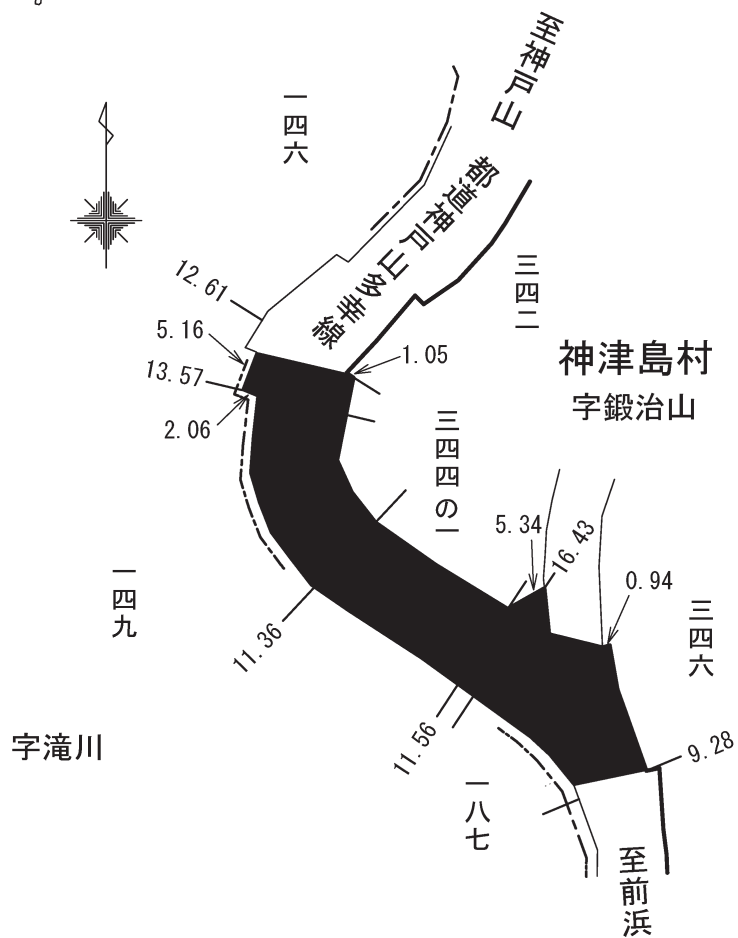 至神戸山
一四六
都道神戸山多幸線
三四二
12.61
5.16
13.57
2.06
1.05
神津島村
字鍛治山
三四四の一
5.34
16.43
0.94
三四六
一四九
11.36
11.56
9.28
字滝川
一八七
至前浜